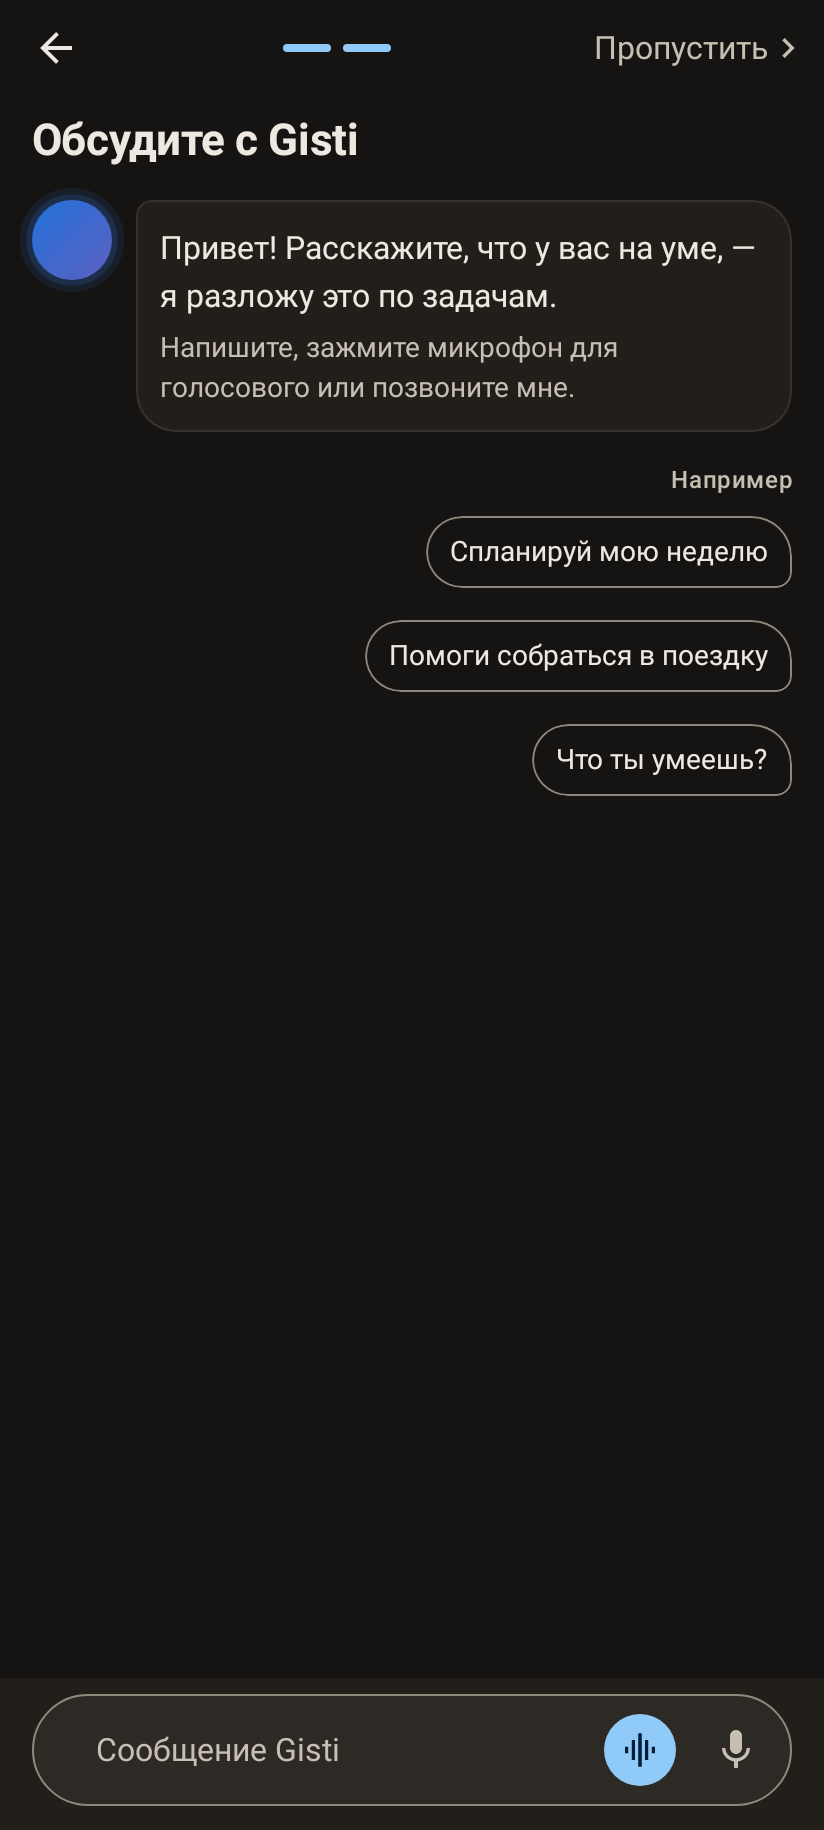 Пропустить
Обсудите с Gisti
Привет! Расскажите, что у вас на уме, —
я разложу это по задачам.
Напишите, зажмите микрофон для
голосового или позвоните мне.
Например
Спланируй мою неделю
Помоги собраться в поездку
Что ты умеешь?
Сообщение Gisti